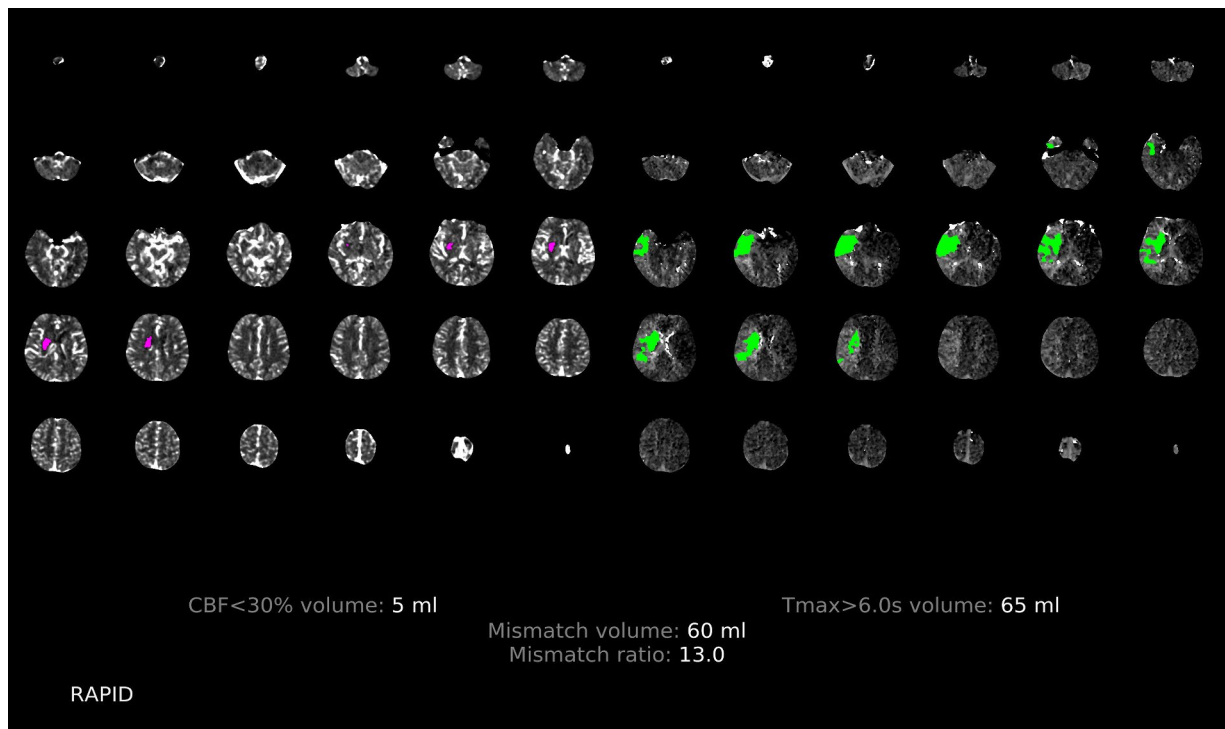 CBF<30% volume: 5 ml
Tmax>6.0s volume: 65 ml
Mismatch volume: 60 ml
Mismatch ratio: 13.0
RAPID